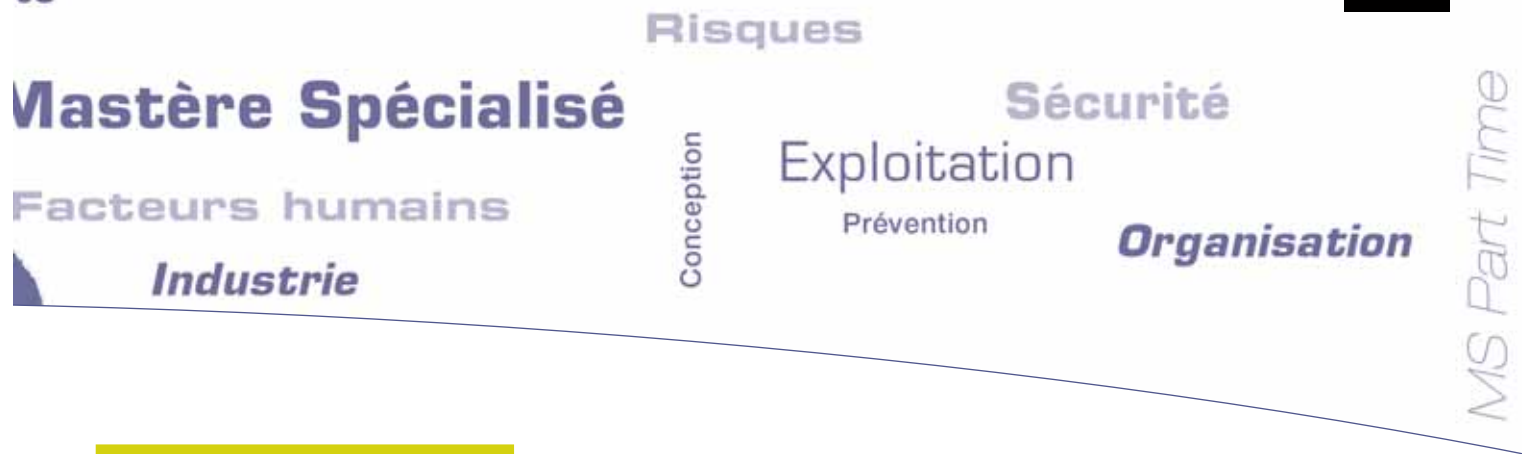 Risques
Mastère Spécialisé
Sécurité
Conception
Exploitation
Facteurs humains
Prévention
Organisation
Industrie
MS Part Time